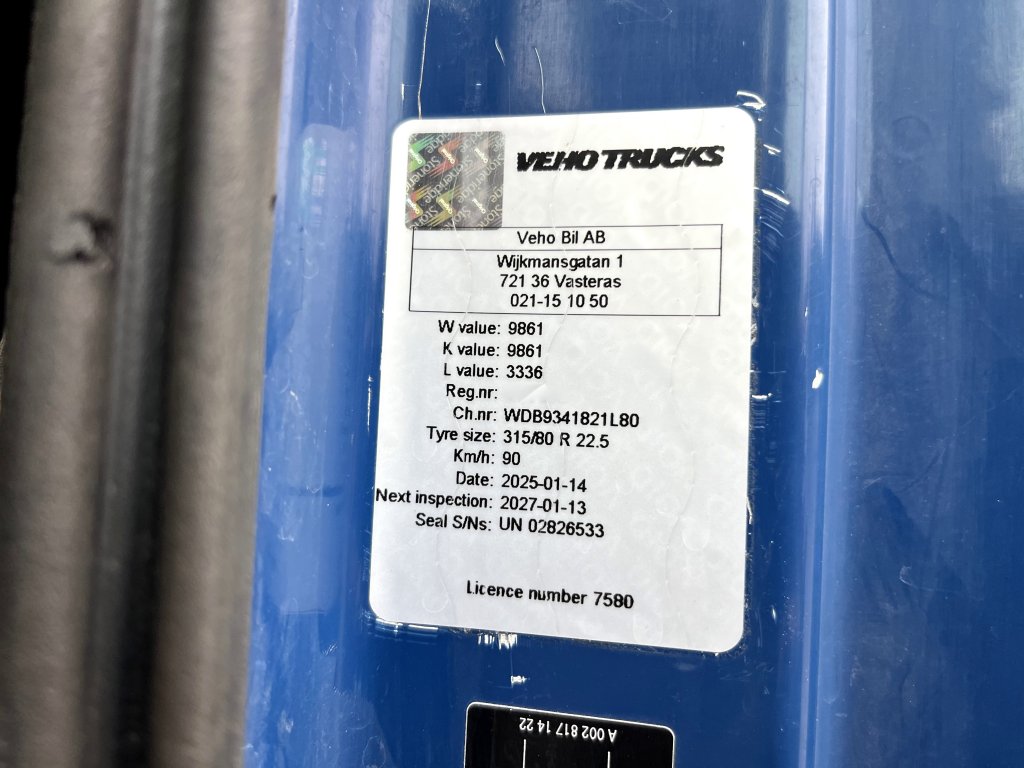 VEHO TRUCKS
Veho Bil AB
Wijkmansgatan 1
721 36 Vasteras
021-15 10 50
W value: 9861
K value: 9861
L value: 3336
Reg.nr:
Ch.nr: WDB9341821L80
Tyre size: 315/80 R 22.5
Km/h: 90
Date: 2025-01-14
Next inspection: 2027-01-13
Seal S/Ns: UN 02826533
Licence number 7580
A 002 817 14 22